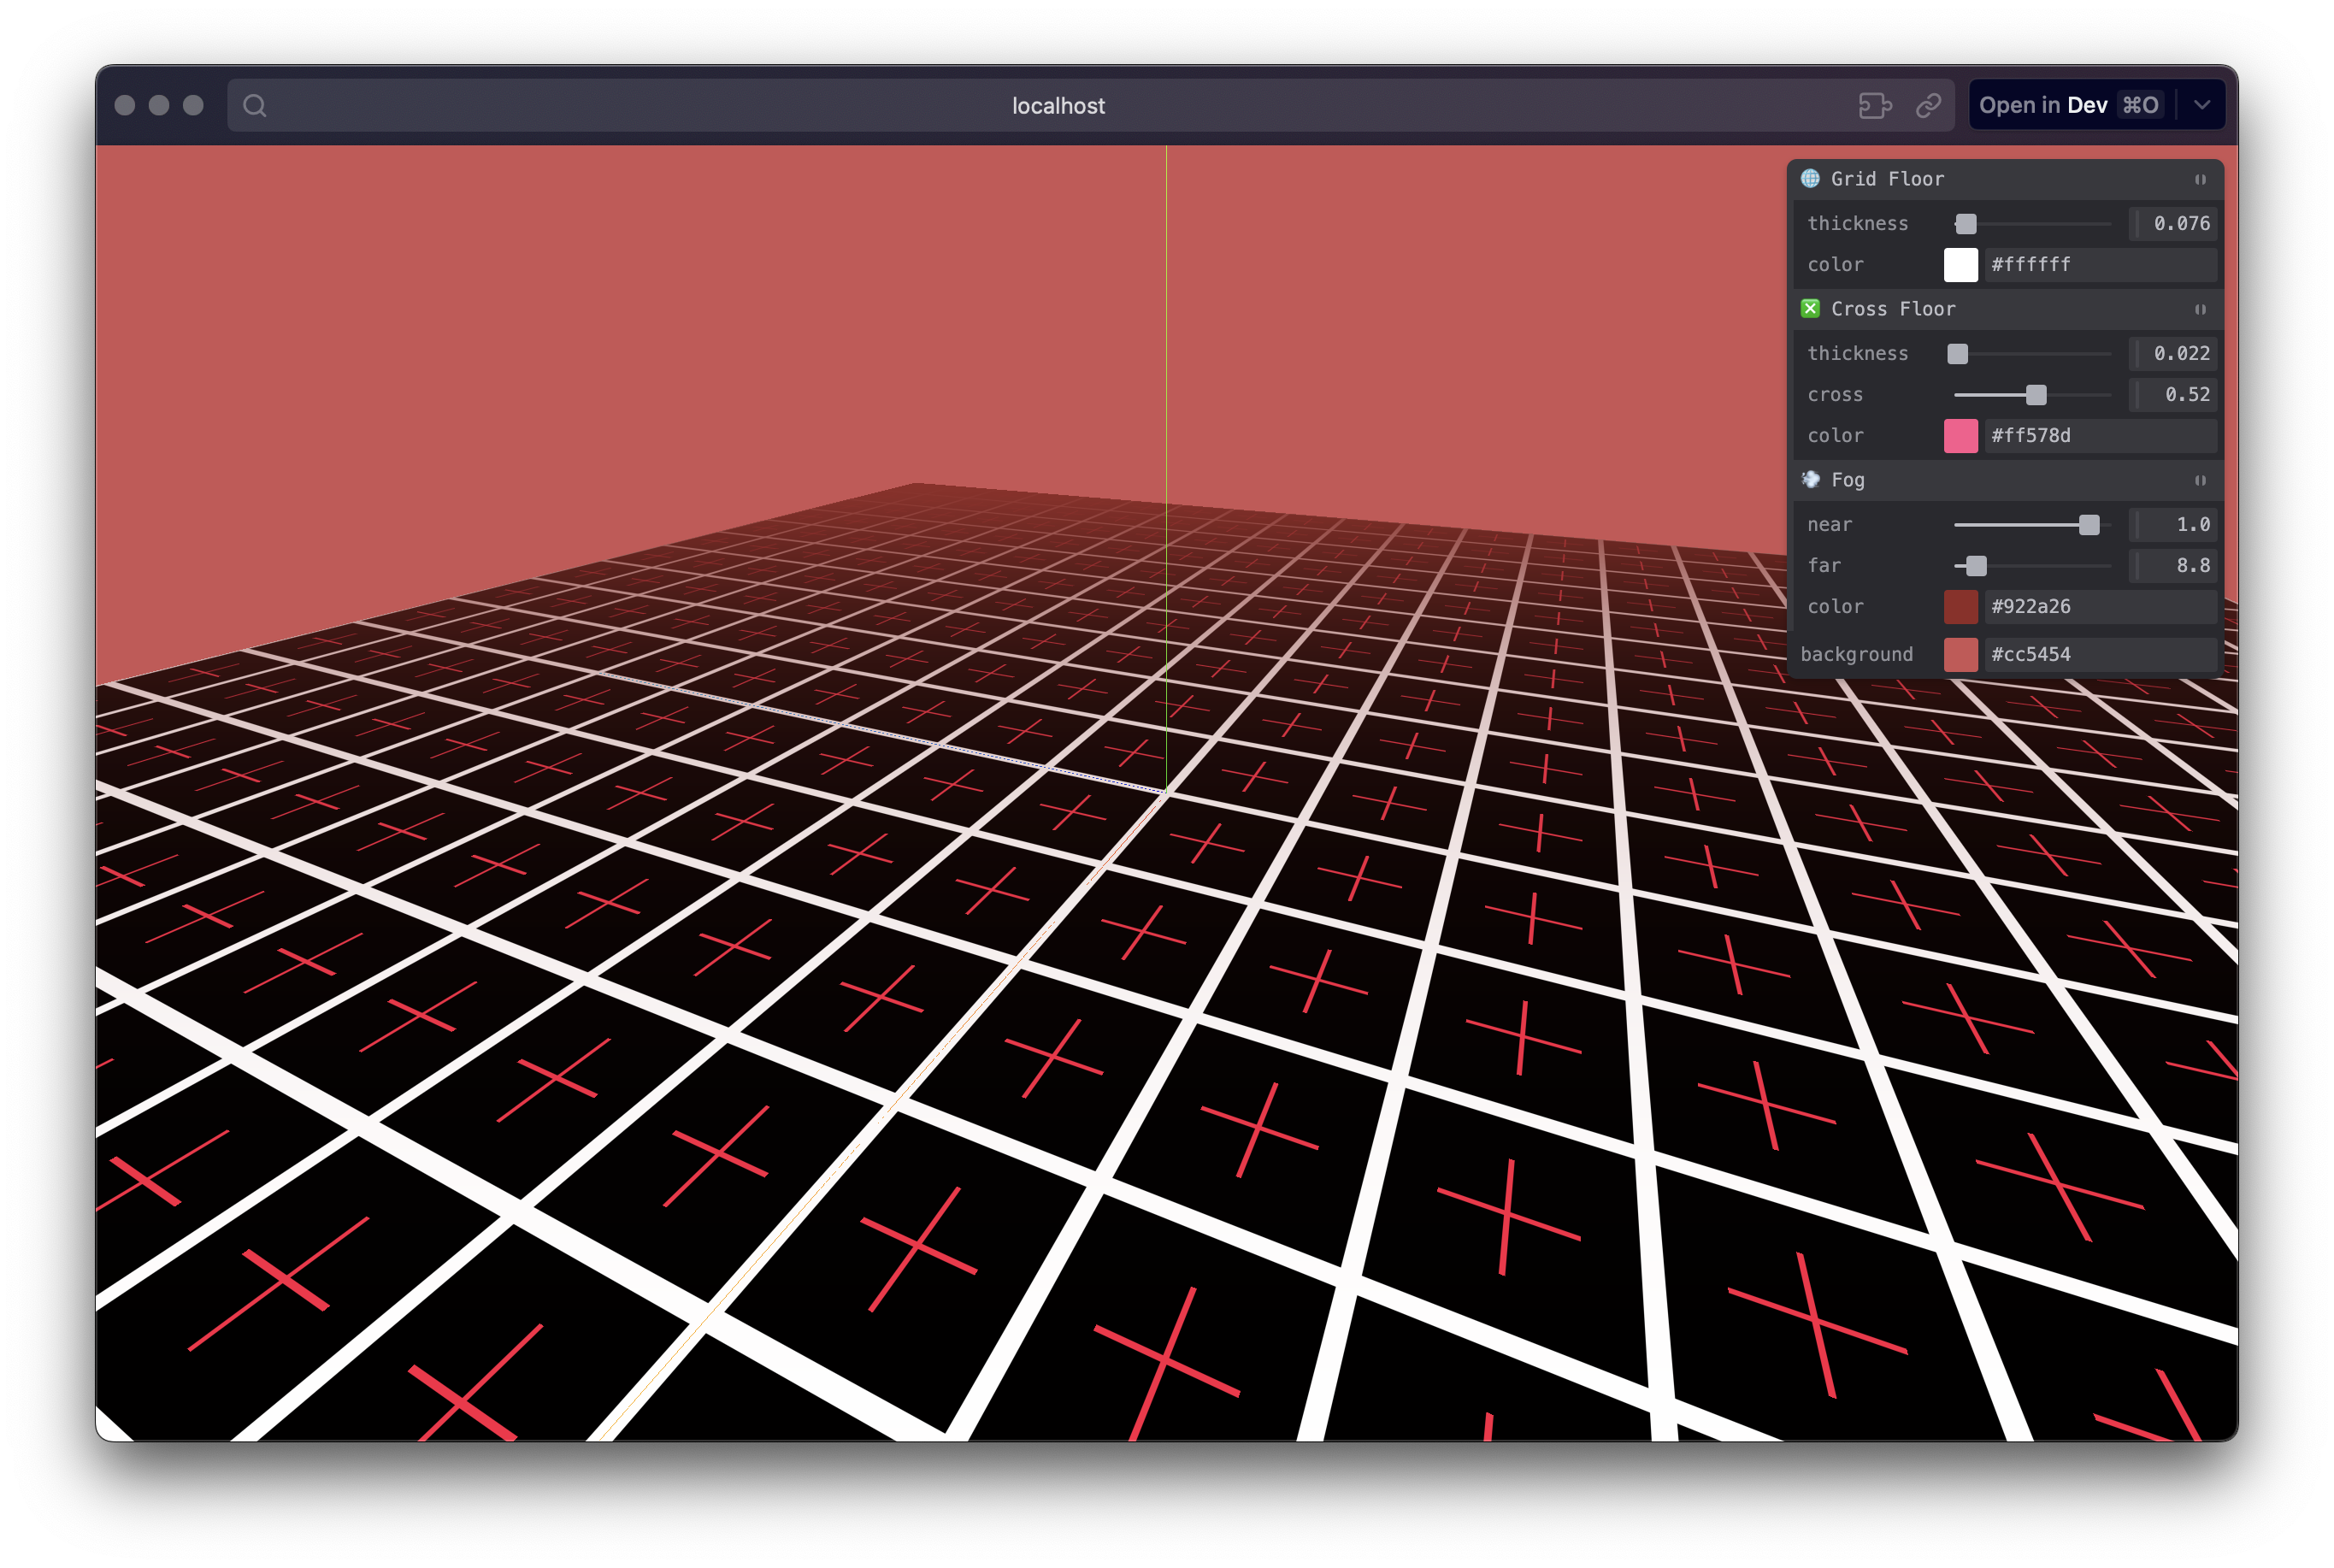 localhost
Open in Dev ⌘O
Grid Floor
thickness 0.076
color #ffffff
Cross Floor
thickness 0.022
cross 0.52
color #ff578d
Fog
near 1.0
far 8.8
color #922a26
background #cc5454